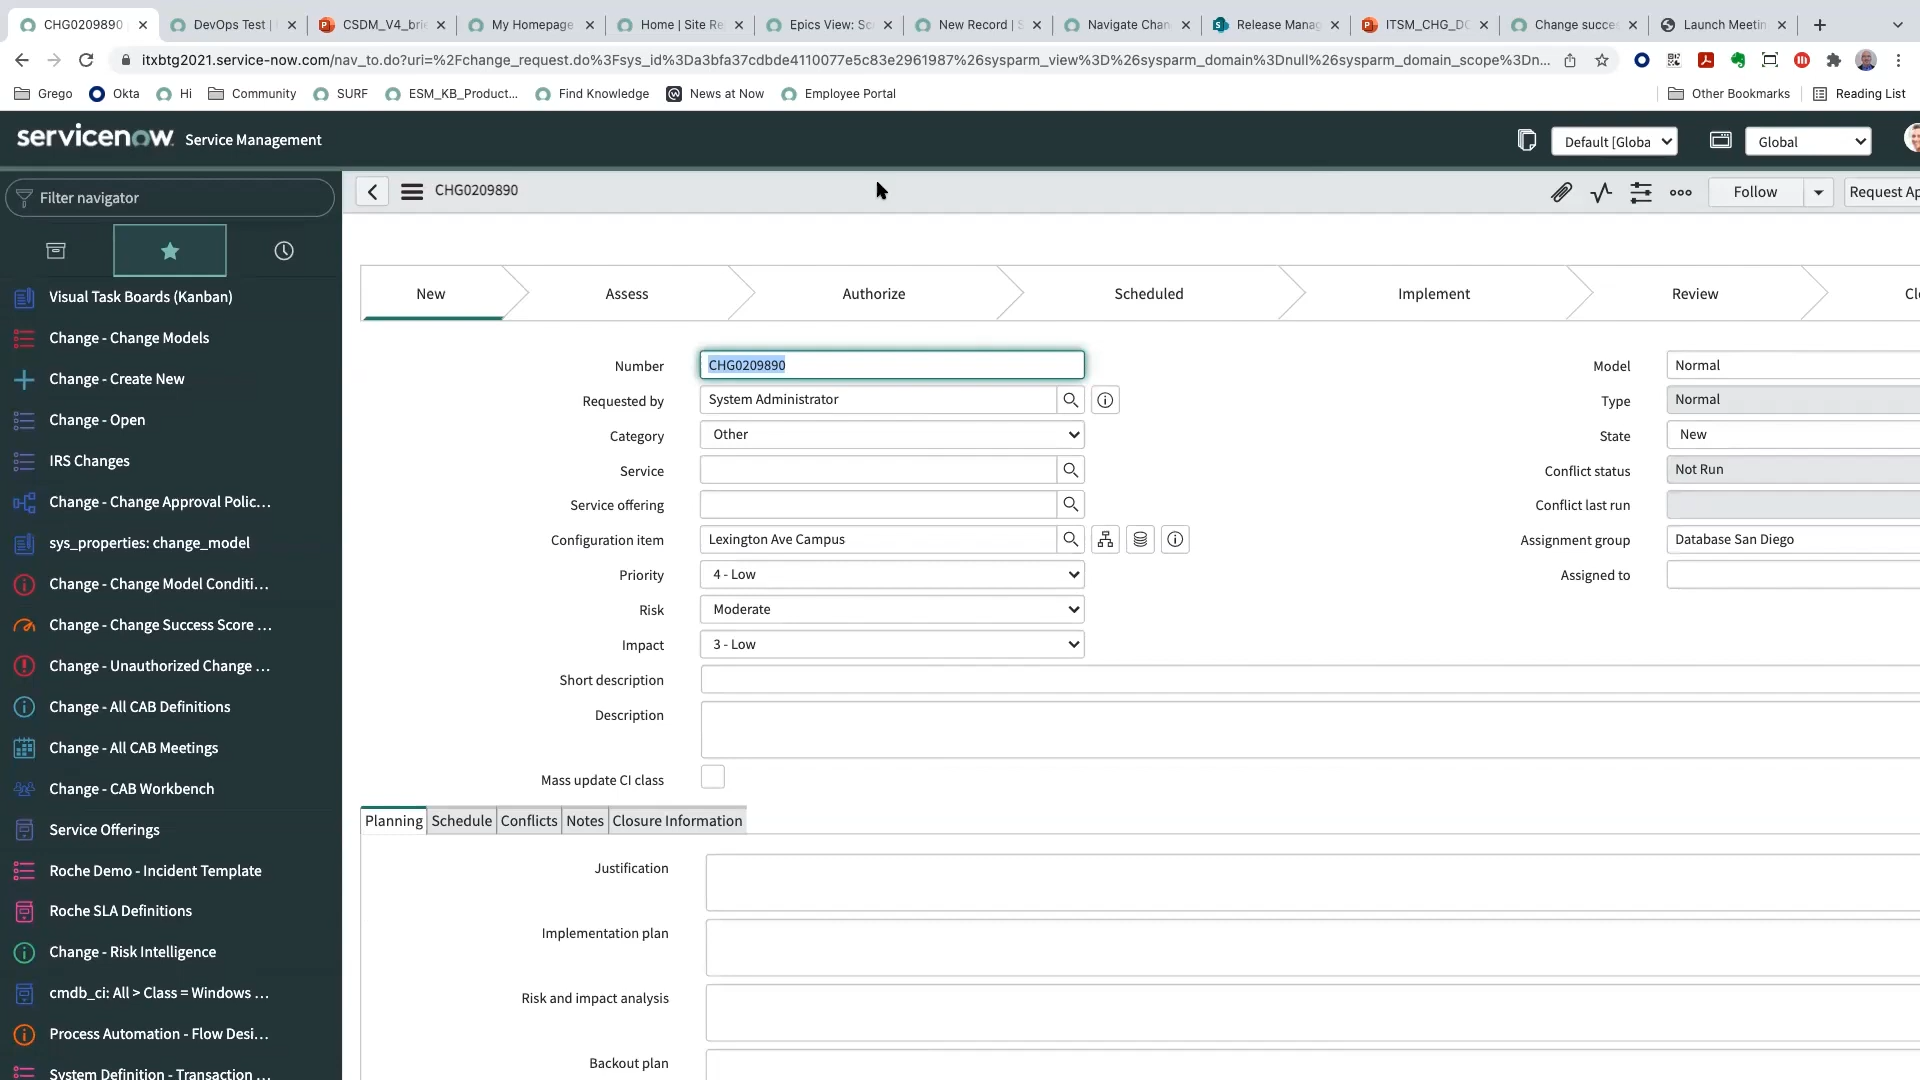 CHG0209890
DevOps Test |
CSDM_V4_brie
My Homepage
Home | Site Re
Epics View: Sc
New Record | S
Navigate Chan
Release Manag
ITSM_CHG_DO
Change succe
Launch Meetin
itxbtg2021.service-now.com/nav_to.do?uri=%2Fchange_request.do%3Fsys_id%3Da3bfa37cdbde4110077e5c83e2961987%26sysparm_view%3D%26sysparm_domain%3Dnull%26sysparm_domain_scope%3Dn...
Grego
Okta
Hi
Community
SURF
ESM_KB_Product...
Find Knowledge
News at Now
Employee Portal
Other Bookmarks
Reading List
servicenow Service Management
Default [Globa
Global
Filter navigator
CHG0209890
Follow
Request Ap
Visual Task Boards (Kanban)
Change - Change Models
Change - Create New
Change - Open
IRS Changes
Change - Change Approval Polic...
sys_properties: change_model
Change - Change Model Conditi...
Change - Change Success Score ...
Change - Unauthorized Change ...
Change - All CAB Definitions
Change - All CAB Meetings
Change - CAB Workbench
Service Offerings
Roche Demo - Incident Template
Roche SLA Definitions
Change - Risk Intelligence
cmdb_ci: All > Class = Windows ...
Process Automation - Flow Desi...
System Definition - Transaction ...
New
Assess
Authorize
Scheduled
Implement
Review
Cl
Number
CHG0209890
Requested by
System Administrator
Category
Other
Service
Service offering
Configuration item
Lexington Ave Campus
Priority
4 - Low
Risk
Moderate
Impact
3 - Low
Short description
Description
Mass update CI class
Model
Normal
Type
Normal
State
New
Conflict status
Not Run
Conflict last run
Assignment group
Database San Diego
Assigned to
Planning
Schedule
Conflicts
Notes
Closure Information
Justification
Implementation plan
Risk and impact analysis
Backout plan